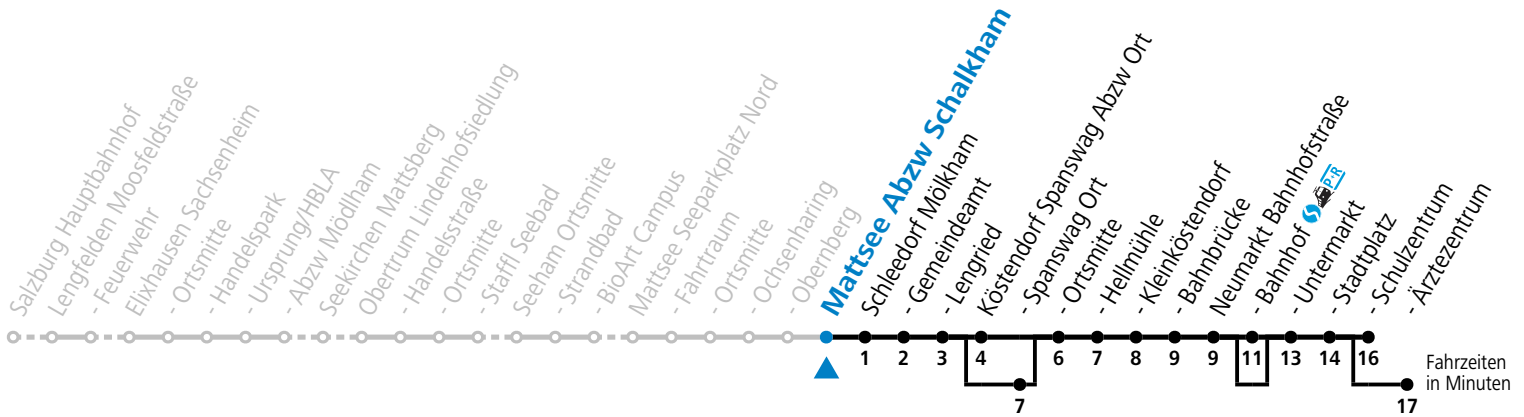 Salzburg Hauptbahnhof
Lengfelden Moosfeldstraße
- Feuerwehr
Elixhausen Sachsenheim
- Ortsmitte
- Handelspark
- Ursprung/HBLA
- Abzw Mödlham
Seekirchen Mattsberg
Obertrum Lindenhofsiedlung
- Handelsstraße
- Ortsmitte
- Staffl Seebad
Seeham Ortsmitte
- Strandbad
- BioArt Campus
Mattsee Seeparkplatz Nord
- Fahrtraum
- Ortsmitte
- Ochsenharing
- Obernberg
Mattsee Abzw Schalkham
Schleedorf Mölkham
- Gemeindeamt
- Lengried
Köstendorf Spanswag Abzw Ort
- Spanswag Ort
- Ortsmitte
- Hellmühle
- Kleinköstendorf
- Bahnbrücke
Neumarkt Bahnhofstraße
- Bahnhof P+R
- Untermarkt
- Stadtplatz
- Schulzentrum
- Ärztezentrum
1 2 3 4 6 7 8 9 9 11 13 14 16
7 17
Fahrzeiten
in Minuten